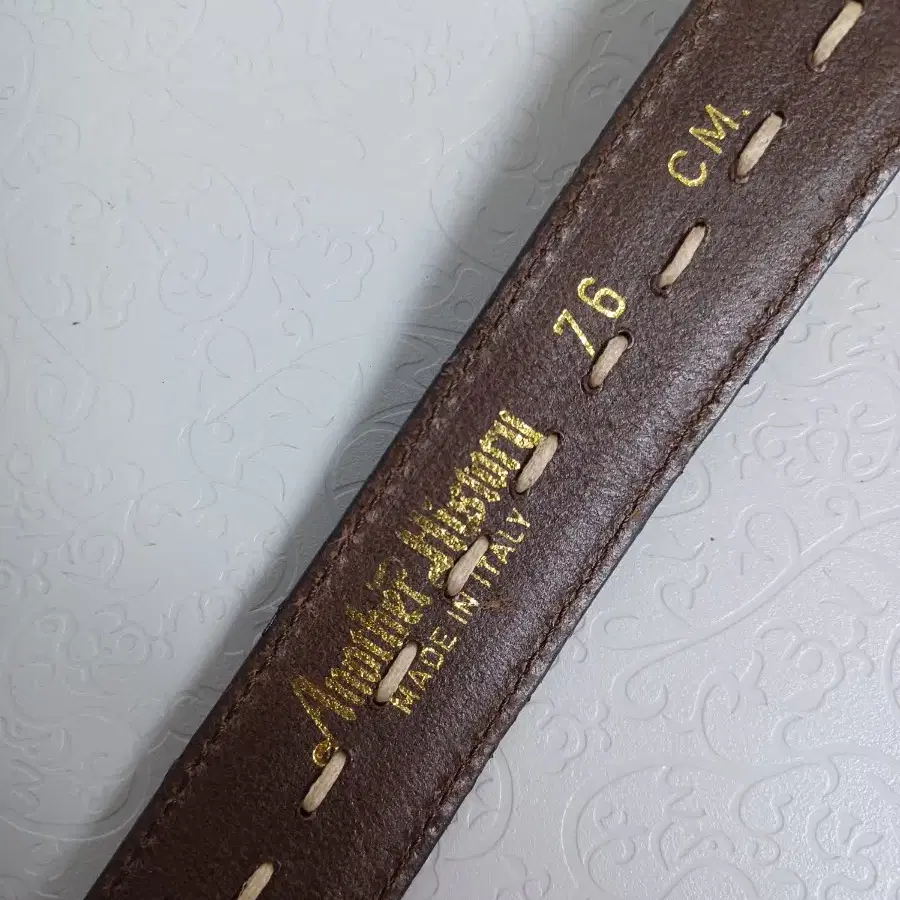 Another History
MADE IN ITALY
76 CM.